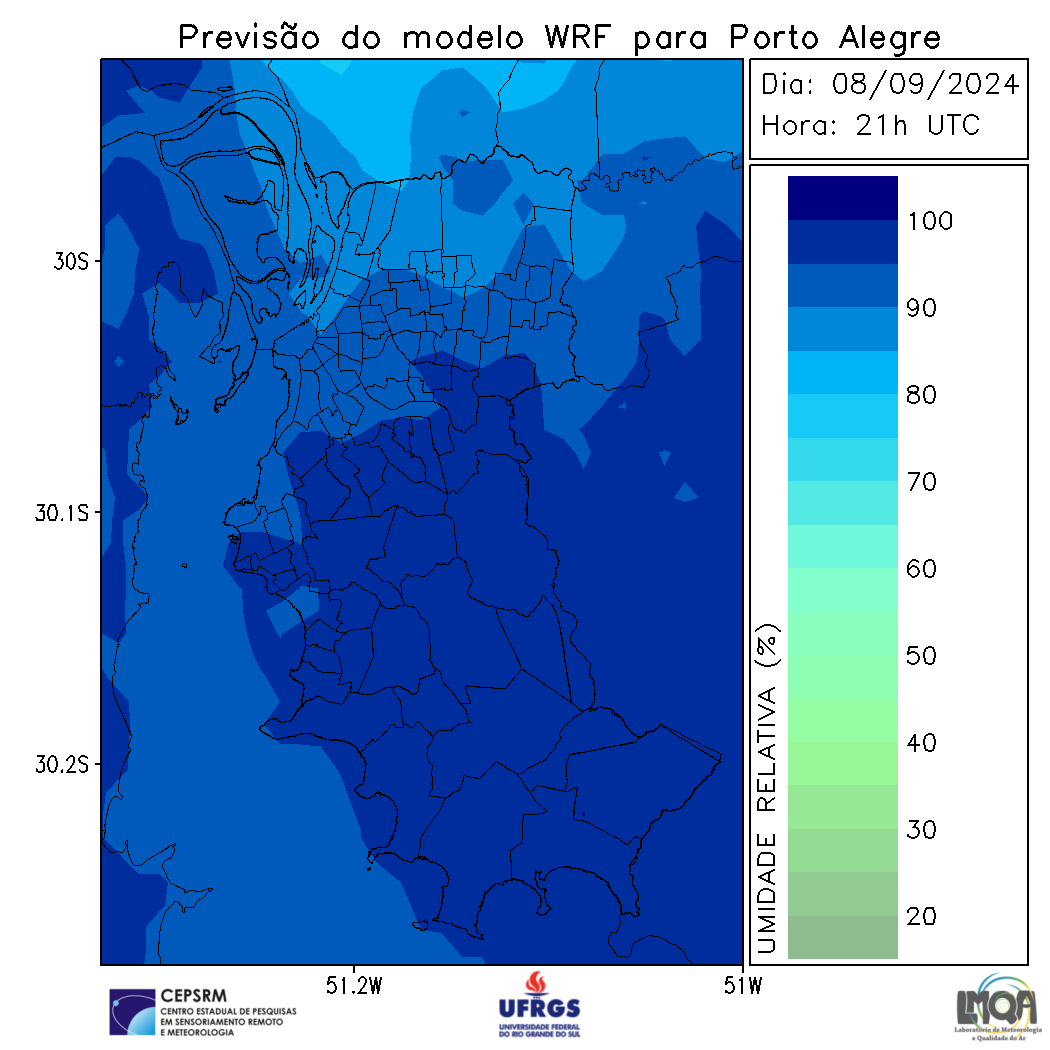 Previsão do modelo WRF para Porto Alegre
Dia: 08/09/2024
Hora: 21h UTC
30S
30.1S
30.2S
51.2W
51W
100
90
80
70
60
50
40
30
20
UMIDADE RELATIVA (%)
CEPSRM
CENTRO ESTADUAL DE PESQUISAS
EM SENSORIAMENTO REMOTO
E METEOROLOGIA
UFRGS
UNIVERSIDADE FEDERAL
DO RIO GRANDE DO SUL
LMQA
Laboratório de Meteorologia
e Qualidade do Ar